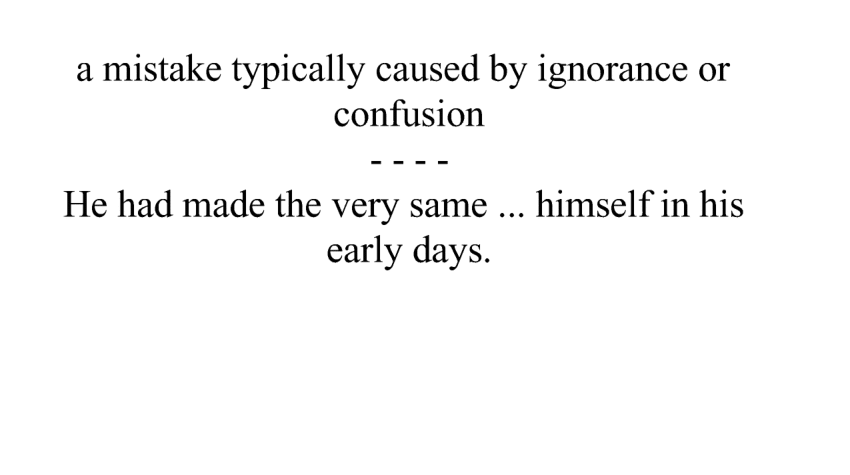 a mistake typically caused by ignorance or
confusion
- - - -
He had made the very same ... himself in his
early days.